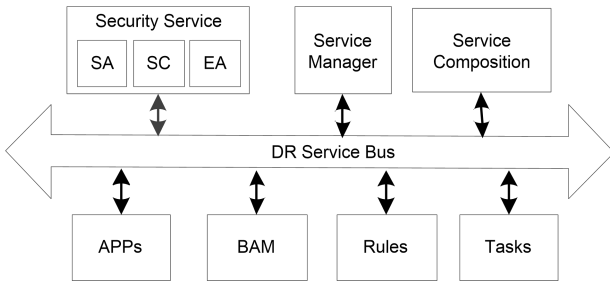 Security Service
SA SC EA
Service
Manager
Service
Composition
DR Service Bus
APPs
BAM
Rules
Tasks